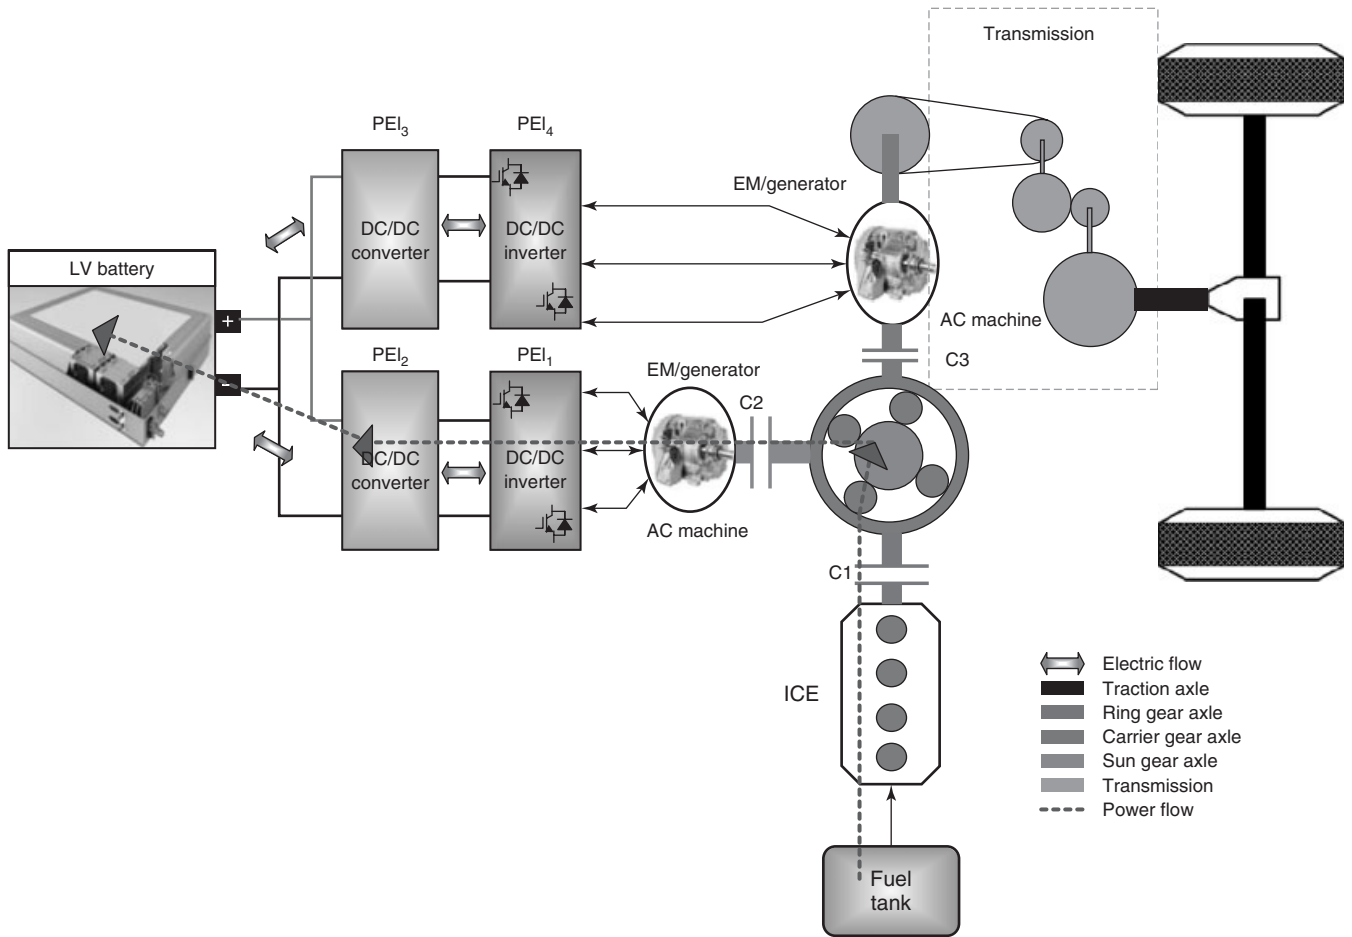 Transmission
PEI3
PEI4
EM/generator
DC/DC
converter
DC/DC
inverter
LV battery
+
−
AC machine
C3
PEI2
PEI1
EM/generator
C2
DC/DC
converter
DC/DC
inverter
AC machine
C1
ICE
Electric flow
Traction axle
Ring gear axle
Carrier gear axle
Sun gear axle
Transmission
Power flow
Fuel
tank